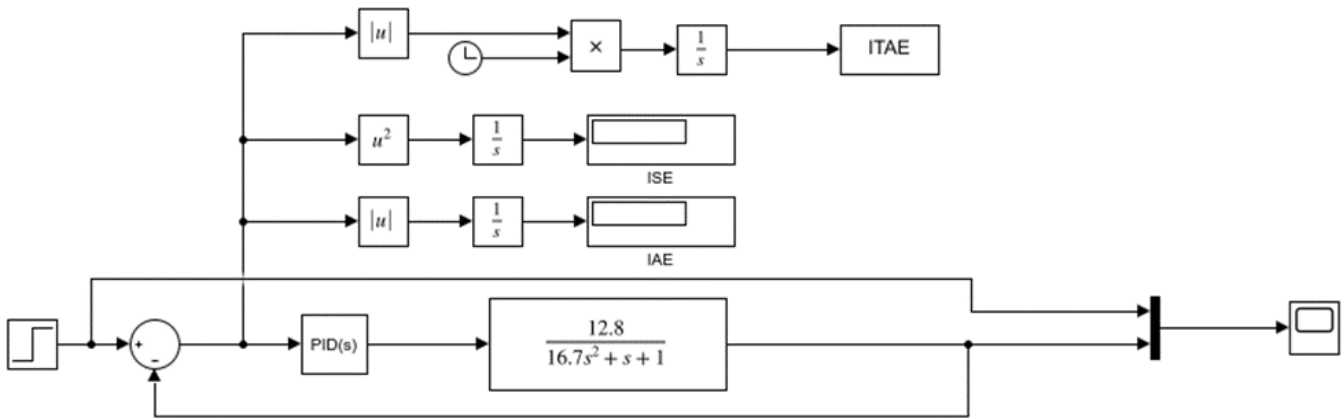 |u|
×
1
s
ITAE
u²
1
s
ISE
|u|
1
s
IAE
+
−
PID(s)
12.8
16.7s² + s + 1